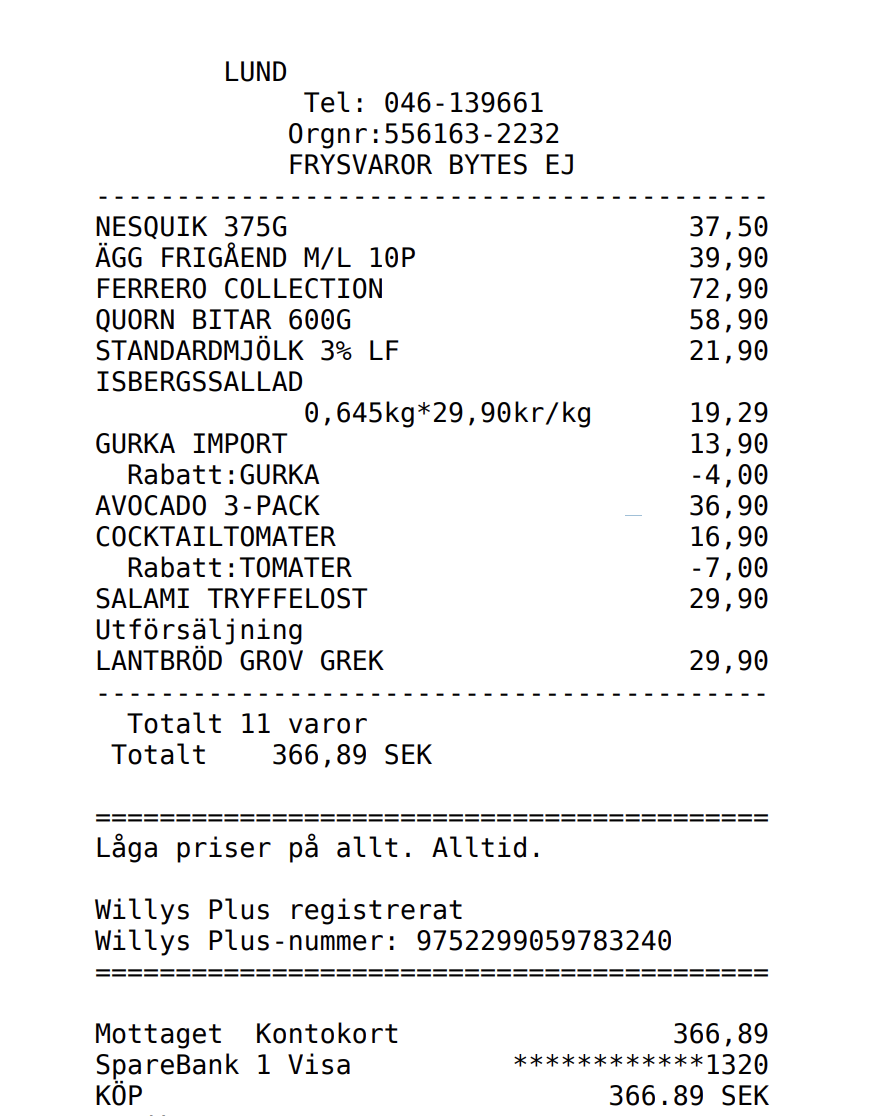 LUND
Tel: 046-139661
Orgnr:556163-2232
FRYSVAROR BYTES EJ
------------------------------------------
NESQUIK 375G 37,50
ÄGG FRIGÅEND M/L 10P 39,90
FERRERO COLLECTION 72,90
QUORN BITAR 600G 58,90
STANDARDMJÖLK 3% LF 21,90
ISBERGSSALLAD
0,645kg*29,90kr/kg 19,29
GURKA IMPORT 13,90
Rabatt:GURKA -4,00
AVOCADO 3-PACK _ 36,90
COCKTAILTOMATER 16,90
Rabatt:TOMATER -7,00
SALAMI TRYFFELOST 29,90
Utförsäljning
LANTBRÖD GROV GREK 29,90
------------------------------------------
Totalt 11 varor
Totalt 366,89 SEK
==========================================
Låga priser på allt. Alltid.
Willys Plus registrerat
Willys Plus-nummer: 9752299059783240
==========================================
Mottaget Kontokort 366,89
SpareBank 1 Visa ************1320
KÖP 366.89 SEK